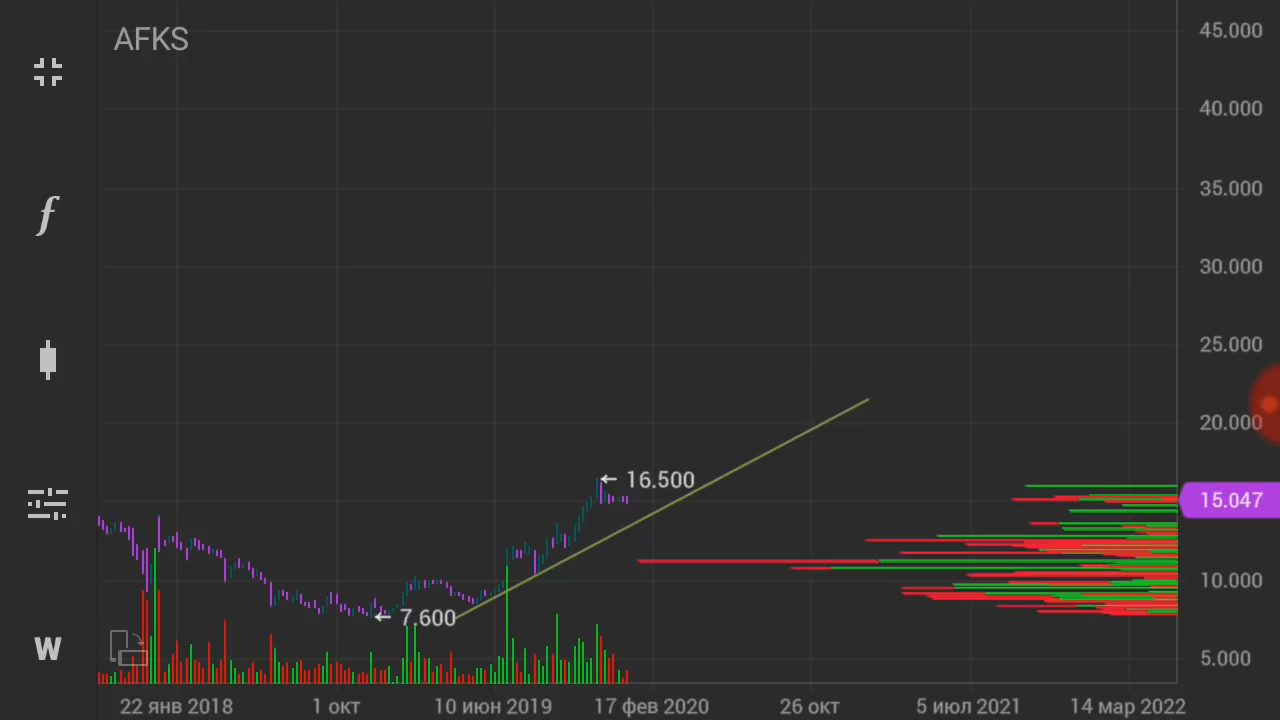 AFKS
45.000
40.000
35.000
30.000
25.000
20.000
16.500
15.047
10.000
7.600
5.000
f
W
22 янв 2018
1 окт
10 июн 2019
17 фев 2020
26 окт
5 июл 2021
14 мар 2022